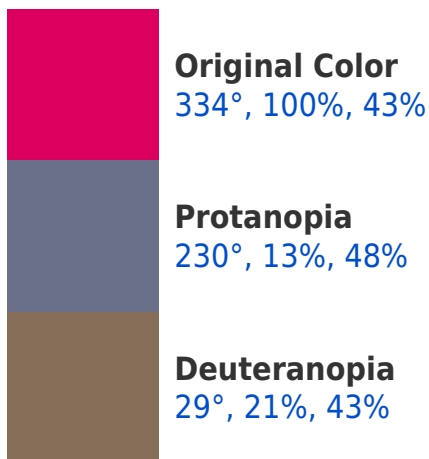 Original Color
334°, 100%, 43%
Protanopia
230°, 13%, 48%
Deuteranopia
29°, 21%, 43%